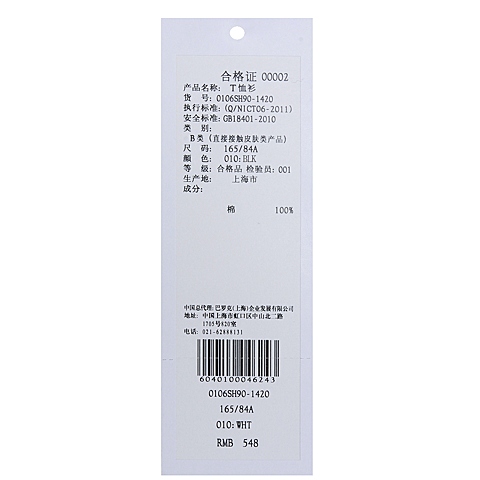 合格证 00002
产品名称: T恤衫
货 号: 0106SH90-1420
执行标准: (Q/NICT06-2011)
安全标准: GB18401-2010
类 别:
B类 (直接接触皮肤类产品)
尺 码: 165/84A
颜 色: 010:BLK
等 级: 合格品 检验员: 001
生产地: 上海市
成分:
棉 100%
中国总代理: 巴罗克(上海)企业发展有限公司
地址: 中国上海市虹口区中山北二路
1705号820室
电话: 021-62888131
6040100046243
0106SH90-1420
165/84A
010:WHT
RMB 548